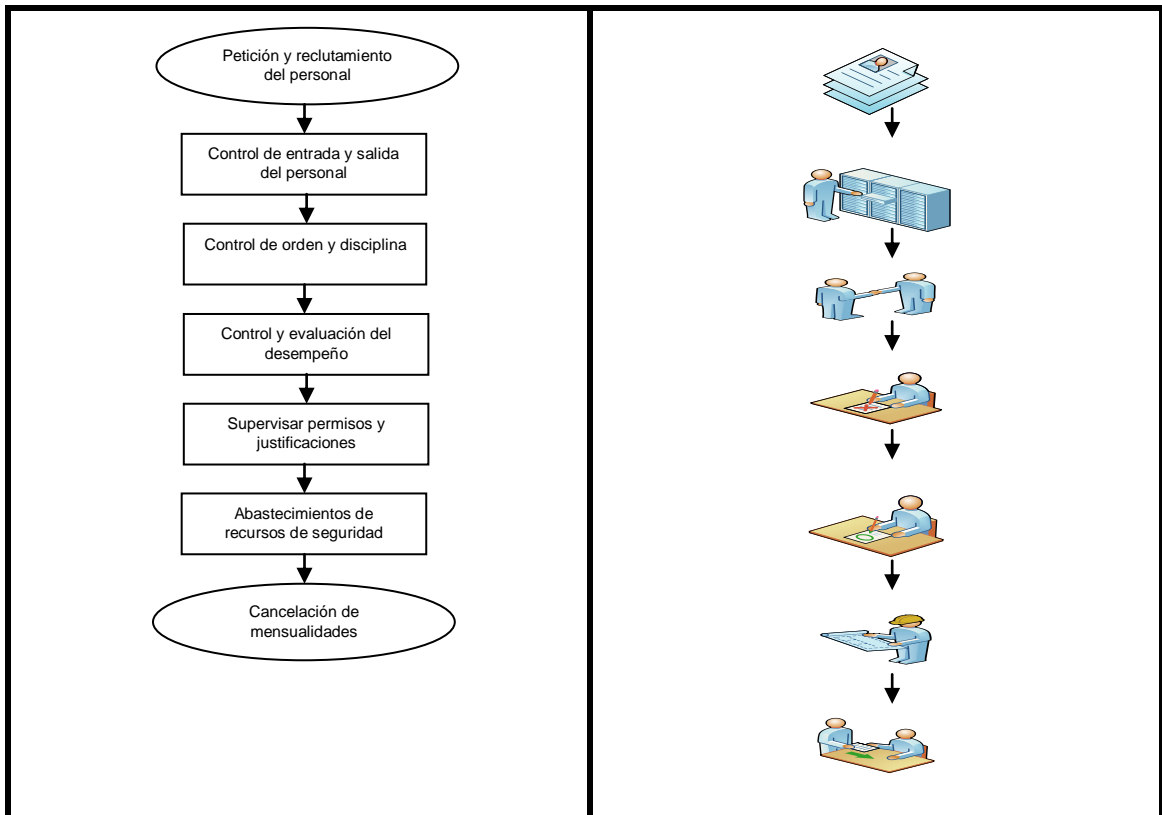 Petición y reclutamiento
del personal
Control de entrada y salida
del personal
Control de orden y disciplina
Control y evaluación del
desempeño
Supervisar permisos y
justificaciones
Abastecimientos de
recursos de seguridad
Cancelación de
mensualidades